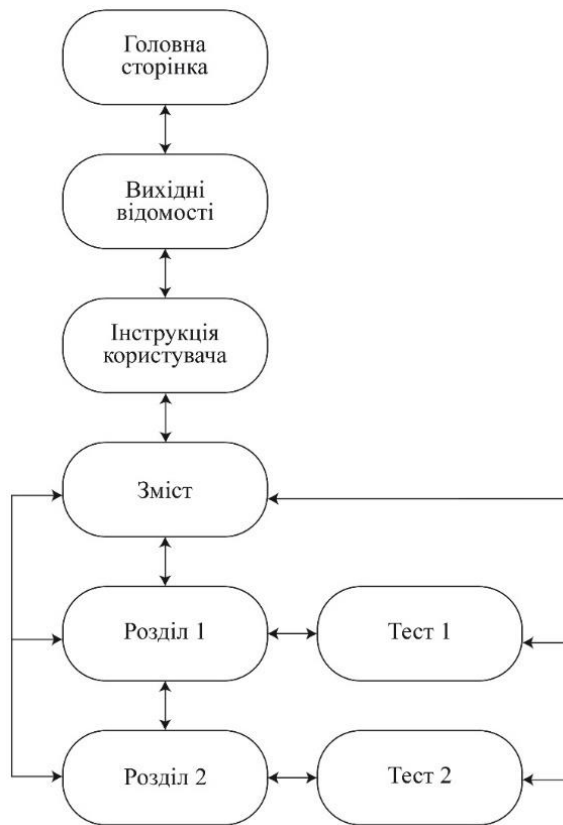 Головна
сторінка
Вихідні
відомості
Інструкція
користувача
Зміст
Розділ 1
Тест 1
Розділ 2
Тест 2